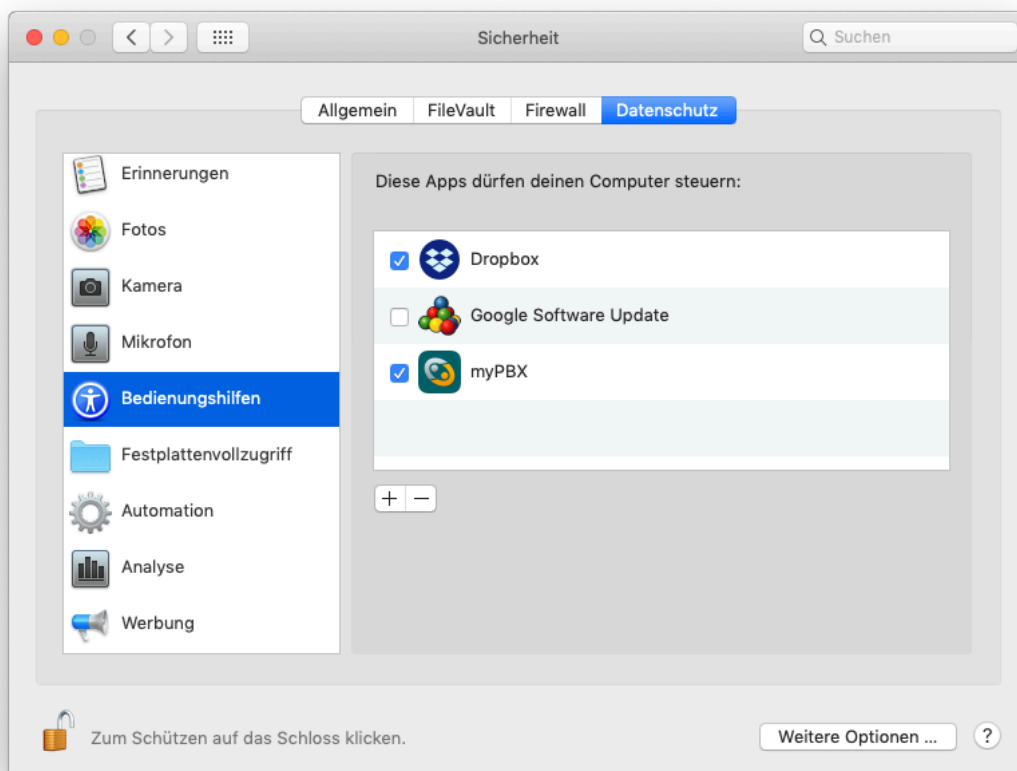 Sicherheit
Suchen
Allgemein
FileVault
Firewall
Datenschutz
Erinnerungen
Fotos
Kamera
Mikrofon
Bedienungshilfen
Festplattenvollzugriff
Automation
Analyse
Werbung
Diese Apps dürfen deinen Computer steuern:
Dropbox
Google Software Update
myPBX
Zum Schützen auf das Schloss klicken.
Weitere Optionen ...
?